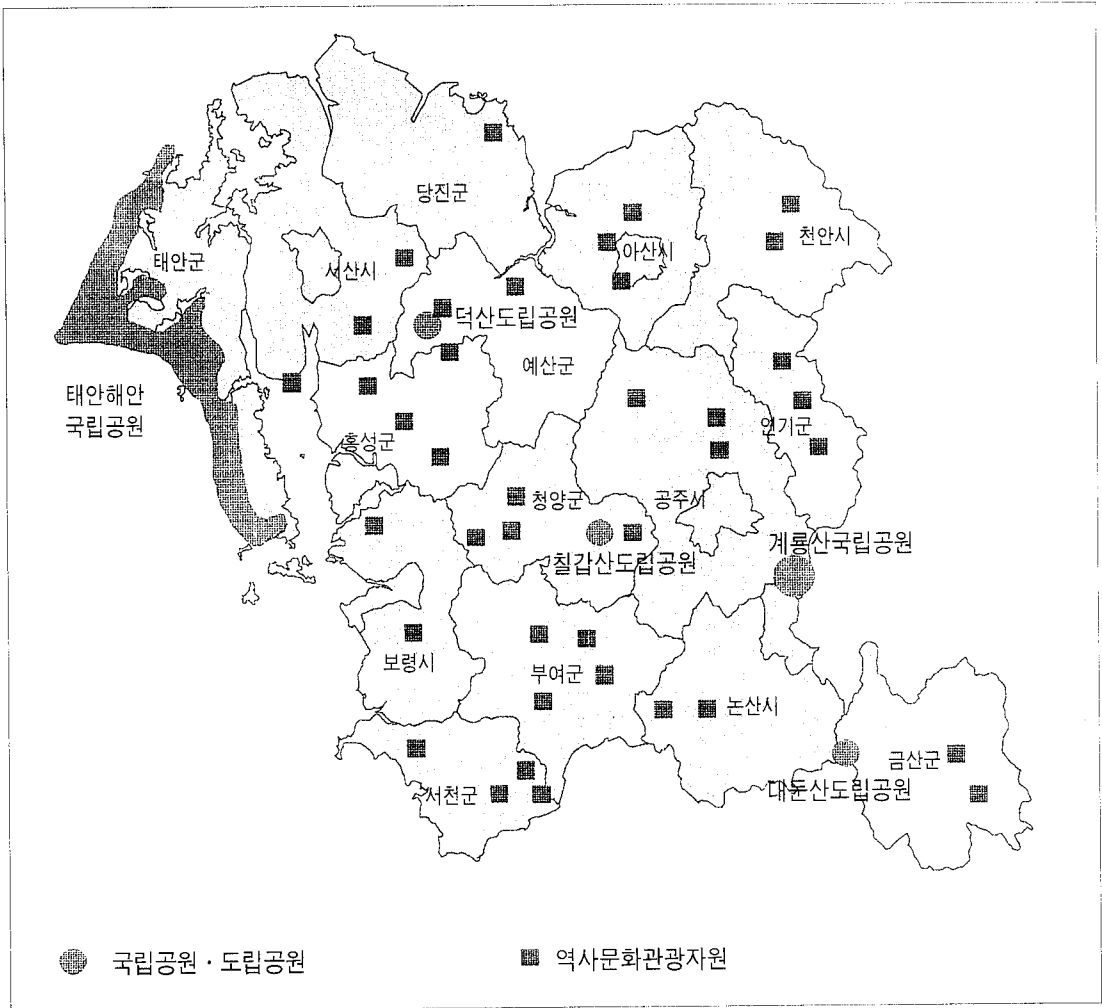 당진군
천안시
아산시
태안군
서산시
덕산도립공원
예산군
태안해안
국립공원
연기군
홍성군
청양군
공주시
계룡산국립공원
칠갑산도립공원
보령시
부여군
논산시
금산군
서천군
대둔산도립공원
국립공원 · 도립공원
역사문화관광자원